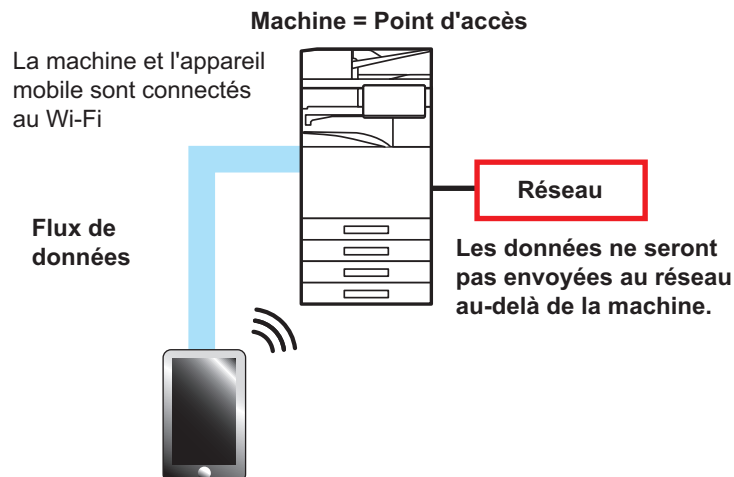 Machine = Point d'accès
La machine et l'appareil
mobile sont connectés
au Wi-Fi
Réseau
Flux de
données
Les données ne seront
pas envoyées au réseau
au-delà de la machine.